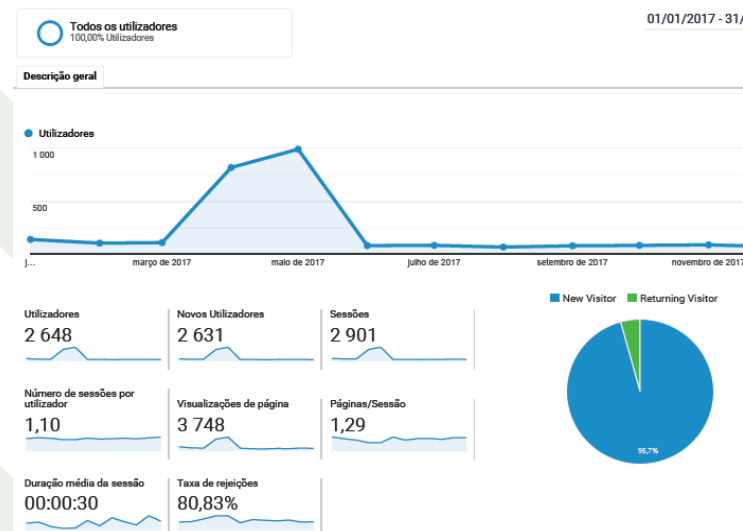 Todos os utilizadores
100,00% Utilizadores
01/01/2017 - 31/
Descrição geral
Utilizadores
1 000
500
j...
março de 2017
maio de 2017
julho de 2017
setembro de 2017
novembro de 2017
New Visitor
Returning Visitor
Utilizadores
2 648
Novos Utilizadores
2 631
Sessões
2 901
Número de sessões por
utilizador
1,10
Visualizações de página
3 748
Páginas/Sessão
1,29
95,7%
Duração média da sessão
00:00:30
Taxa de rejeições
80,83%